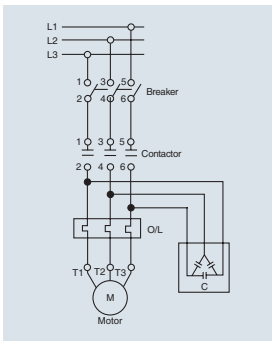 L1
L2
L3
1 3 5
2 4 6 Breaker
1 3 5
Contactor
2 4 6
O/L
T1 T2 T3
C
M
Motor